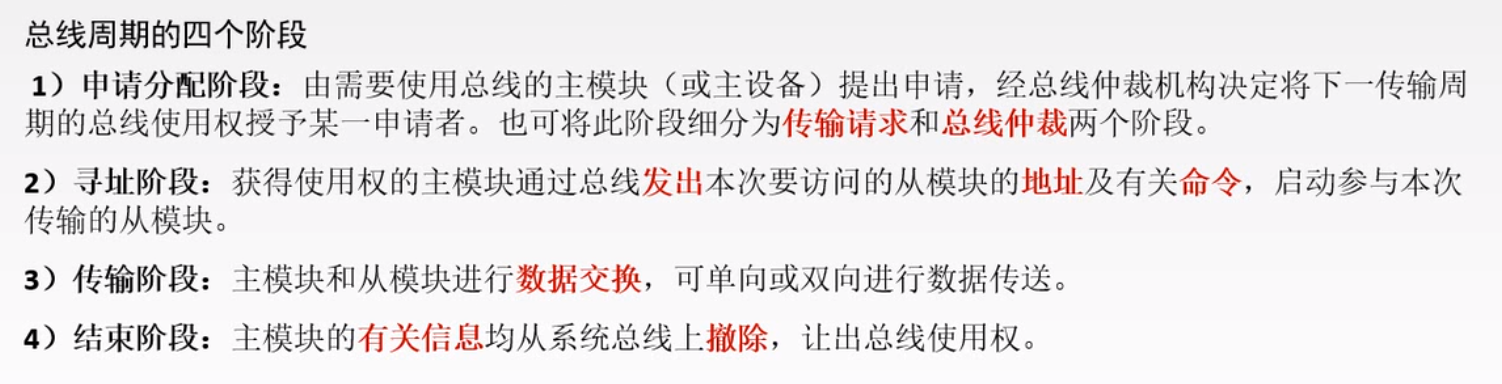 总线周期的四个阶段
1）申请分配阶段：由需要使用总线的主模块（或主设备）提出申请，经总线仲裁机构决定将下一传输周
期的总线使用权授予某一申请者。也可将此阶段细分为传输请求和总线仲裁两个阶段。
2）寻址阶段：获得使用权的主模块通过总线发出本次要访问的从模块的地址及有关命令，启动参与本次
传输的从模块。
3）传输阶段：主模块和从模块进行数据交换，可单向或双向进行数据传送。
4）结束阶段：主模块的有关信息均从系统总线上撤除，让出总线使用权。